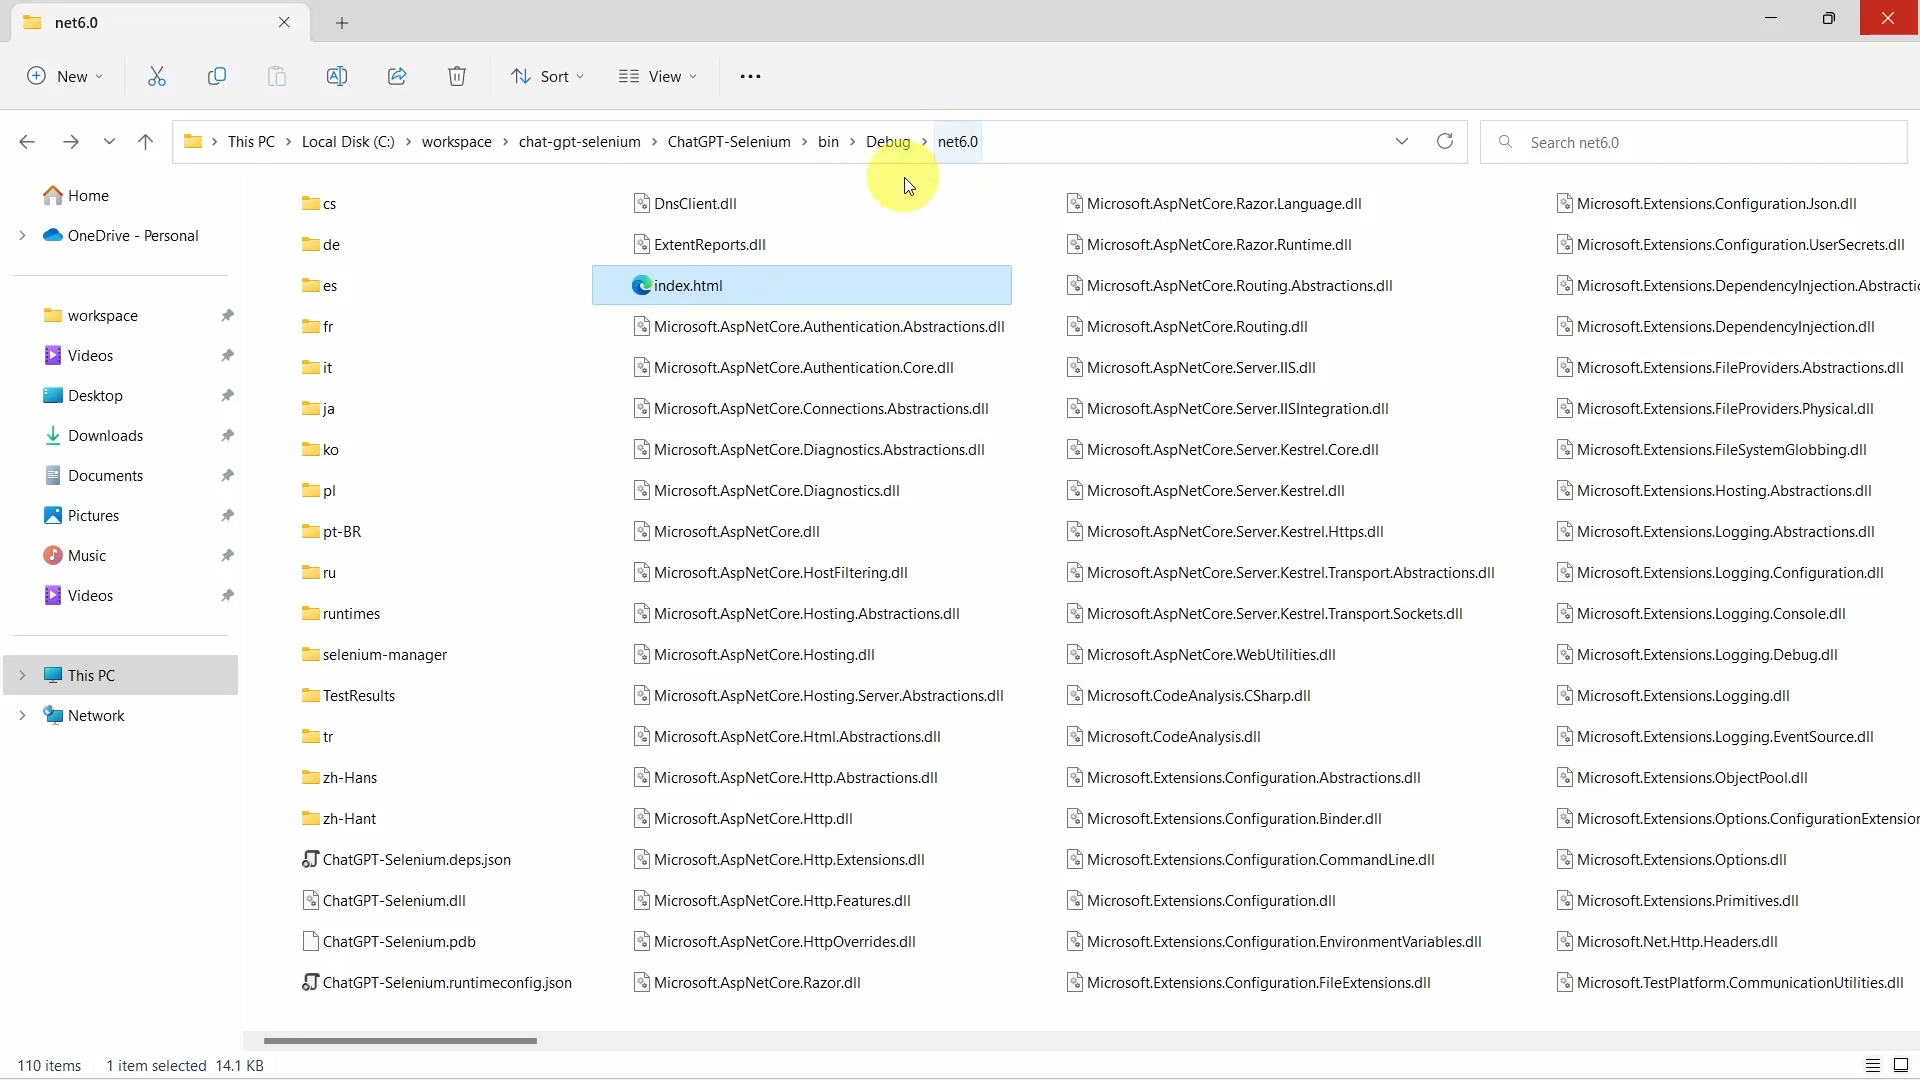 net6.0
New
Sort
View
This PC
Local Disk (C:)
workspace
chat-gpt-selenium
ChatGPT-Selenium
bin
Debug
net6.0
Search net6.0
Home
OneDrive - Personal
workspace
Videos
Desktop
Downloads
Documents
Pictures
Music
Videos
This PC
Network
cs
de
es
fr
it
ja
ko
pl
pt-BR
ru
runtimes
selenium-manager
TestResults
tr
zh-Hans
zh-Hant
ChatGPT-Selenium.deps.json
ChatGPT-Selenium.dll
ChatGPT-Selenium.pdb
ChatGPT-Selenium.runtimeconfig.json
DnsClient.dll
ExtentReports.dll
index.html
Microsoft.AspNetCore.Authentication.Abstractions.dll
Microsoft.AspNetCore.Authentication.Core.dll
Microsoft.AspNetCore.Connections.Abstractions.dll
Microsoft.AspNetCore.Diagnostics.Abstractions.dll
Microsoft.AspNetCore.Diagnostics.dll
Microsoft.AspNetCore.dll
Microsoft.AspNetCore.HostFiltering.dll
Microsoft.AspNetCore.Hosting.Abstractions.dll
Microsoft.AspNetCore.Hosting.dll
Microsoft.AspNetCore.Hosting.Server.Abstractions.dll
Microsoft.AspNetCore.Html.Abstractions.dll
Microsoft.AspNetCore.Http.Abstractions.dll
Microsoft.AspNetCore.Http.dll
Microsoft.AspNetCore.Http.Extensions.dll
Microsoft.AspNetCore.Http.Features.dll
Microsoft.AspNetCore.HttpOverrides.dll
Microsoft.AspNetCore.Razor.dll
Microsoft.AspNetCore.Razor.Language.dll
Microsoft.AspNetCore.Razor.Runtime.dll
Microsoft.AspNetCore.Routing.Abstractions.dll
Microsoft.AspNetCore.Routing.dll
Microsoft.AspNetCore.Server.IIS.dll
Microsoft.AspNetCore.Server.IISIntegration.dll
Microsoft.AspNetCore.Server.Kestrel.Core.dll
Microsoft.AspNetCore.Server.Kestrel.dll
Microsoft.AspNetCore.Server.Kestrel.Https.dll
Microsoft.AspNetCore.Server.Kestrel.Transport.Abstractions.dll
Microsoft.AspNetCore.Server.Kestrel.Transport.Sockets.dll
Microsoft.AspNetCore.WebUtilities.dll
Microsoft.CodeAnalysis.CSharp.dll
Microsoft.CodeAnalysis.dll
Microsoft.Extensions.Configuration.Abstractions.dll
Microsoft.Extensions.Configuration.Binder.dll
Microsoft.Extensions.Configuration.CommandLine.dll
Microsoft.Extensions.Configuration.dll
Microsoft.Extensions.Configuration.EnvironmentVariables.dll
Microsoft.Extensions.Configuration.FileExtensions.dll
Microsoft.Extensions.Configuration.Json.dll
Microsoft.Extensions.Configuration.UserSecrets.dll
Microsoft.Extensions.DependencyInjection.Abstractic
Microsoft.Extensions.DependencyInjection.dll
Microsoft.Extensions.FileProviders.Abstractions.dll
Microsoft.Extensions.FileProviders.Physical.dll
Microsoft.Extensions.FileSystemGlobbing.dll
Microsoft.Extensions.Hosting.Abstractions.dll
Microsoft.Extensions.Logging.Abstractions.dll
Microsoft.Extensions.Logging.Configuration.dll
Microsoft.Extensions.Logging.Console.dll
Microsoft.Extensions.Logging.Debug.dll
Microsoft.Extensions.Logging.dll
Microsoft.Extensions.Logging.EventSource.dll
Microsoft.Extensions.ObjectPool.dll
Microsoft.Extensions.Options.ConfigurationExtension
Microsoft.Extensions.Options.dll
Microsoft.Extensions.Primitives.dll
Microsoft.Net.Http.Headers.dll
Microsoft.TestPlatform.CommunicationUtilities.dll
110 items
1 item selected 14.1 KB